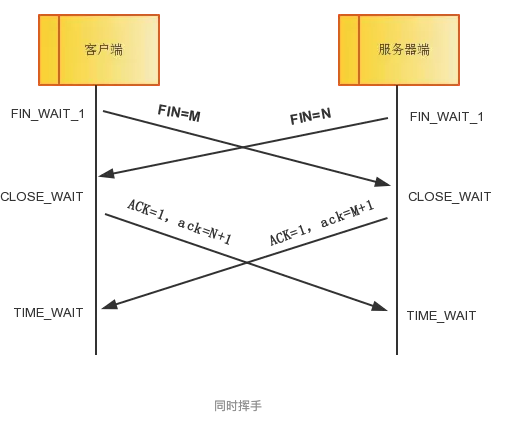 客户端
服务器端
FIN_WAIT_1
FIN=M
FIN=N
FIN_WAIT_1
CLOSE_WAIT
CLOSE_WAIT
ACK=1, ack=N+1
ACK=1, ack=M+1
TIME_WAIT
TIME_WAIT
同时挥手